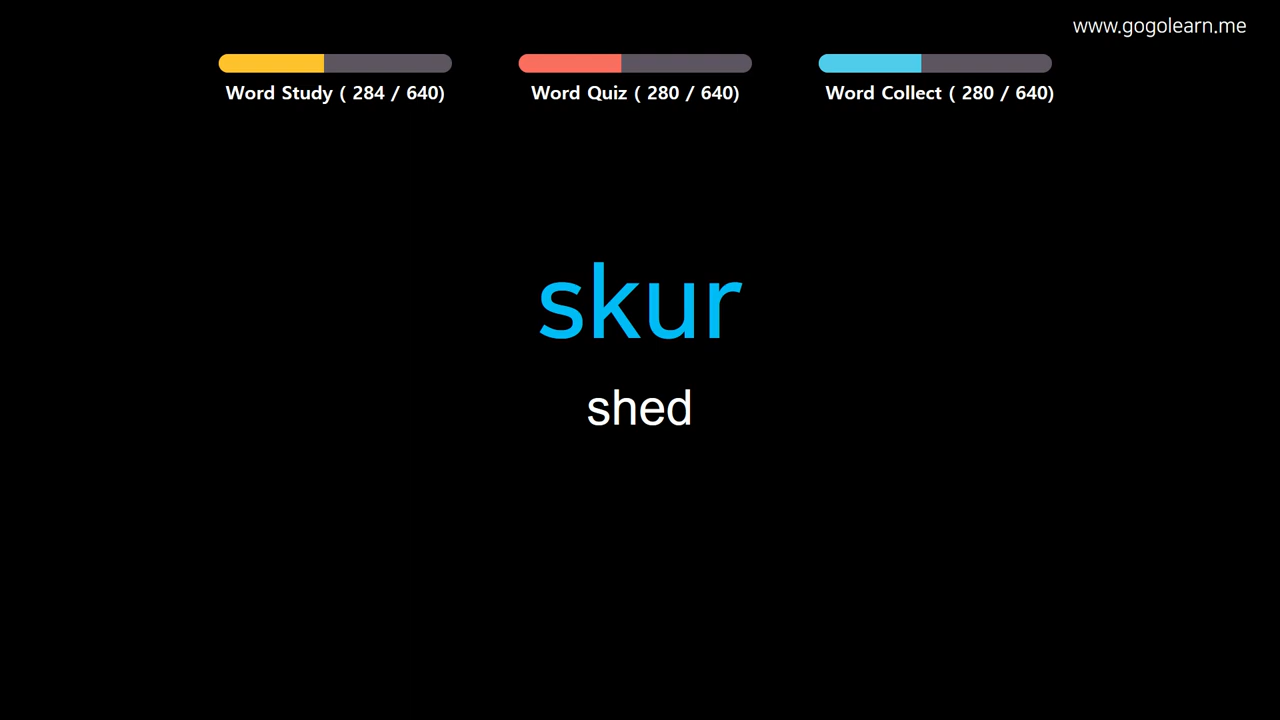 www.gogolearn.me
Word Study ( 284 / 640)
Word Quiz ( 280 / 640)
Word Collect ( 280 / 640)
skur
shed